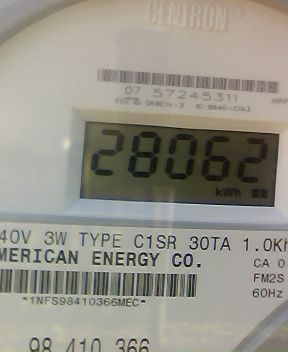 CENTRON
07 57245311
28062
kWh
40V 3W TYPE C1SR 30TA 1.0Kh
MERICAN ENERGY CO.
CA 0
FM2S
*1NFS98410366MEC*
60Hz
98 410 366